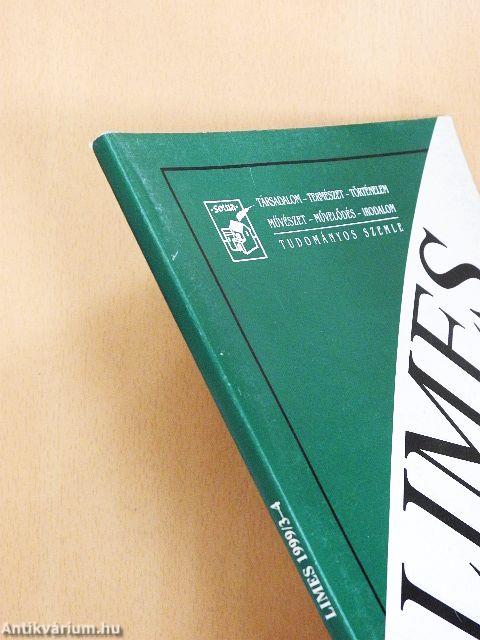 TÁRSADALOM - TERMÉSZET - TÖRTÉNELEM
MŰVÉSZET - MŰVELŐDÉS - IRODALOM
TUDOMÁNYOS SZEMLE
LIMES
LIMES 1999/3-4
Antikvárium.hu